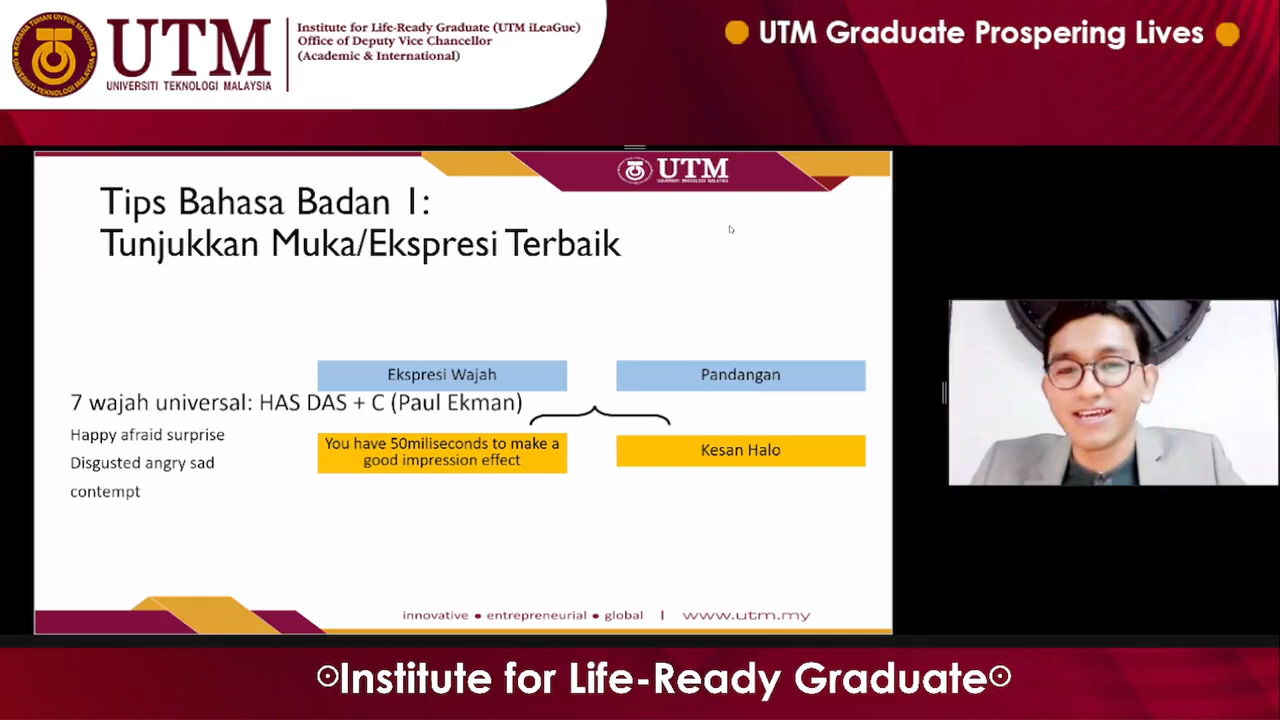 UTM
UNIVERSITI TEKNOLOGI MALAYSIA
Institute for Life-Ready Graduate (UTM iLeaGue)
Office of Deputy Vice Chancellor
(Academic & International)
UTM Graduate Prospering Lives
UTM
Tips Bahasa Badan 1:
Tunjukkan Muka/Ekspresi Terbaik
Ekspresi Wajah
Pandangan
7 wajah universal: HAS DAS + C (Paul Ekman)
Happy afraid surprise
Disgusted angry sad
contempt
You have 50miliseconds to make a
good impression effect
Kesan Halo
innovative ● entrepreneurial ● global | www.utm.my
Institute for Life-Ready Graduate